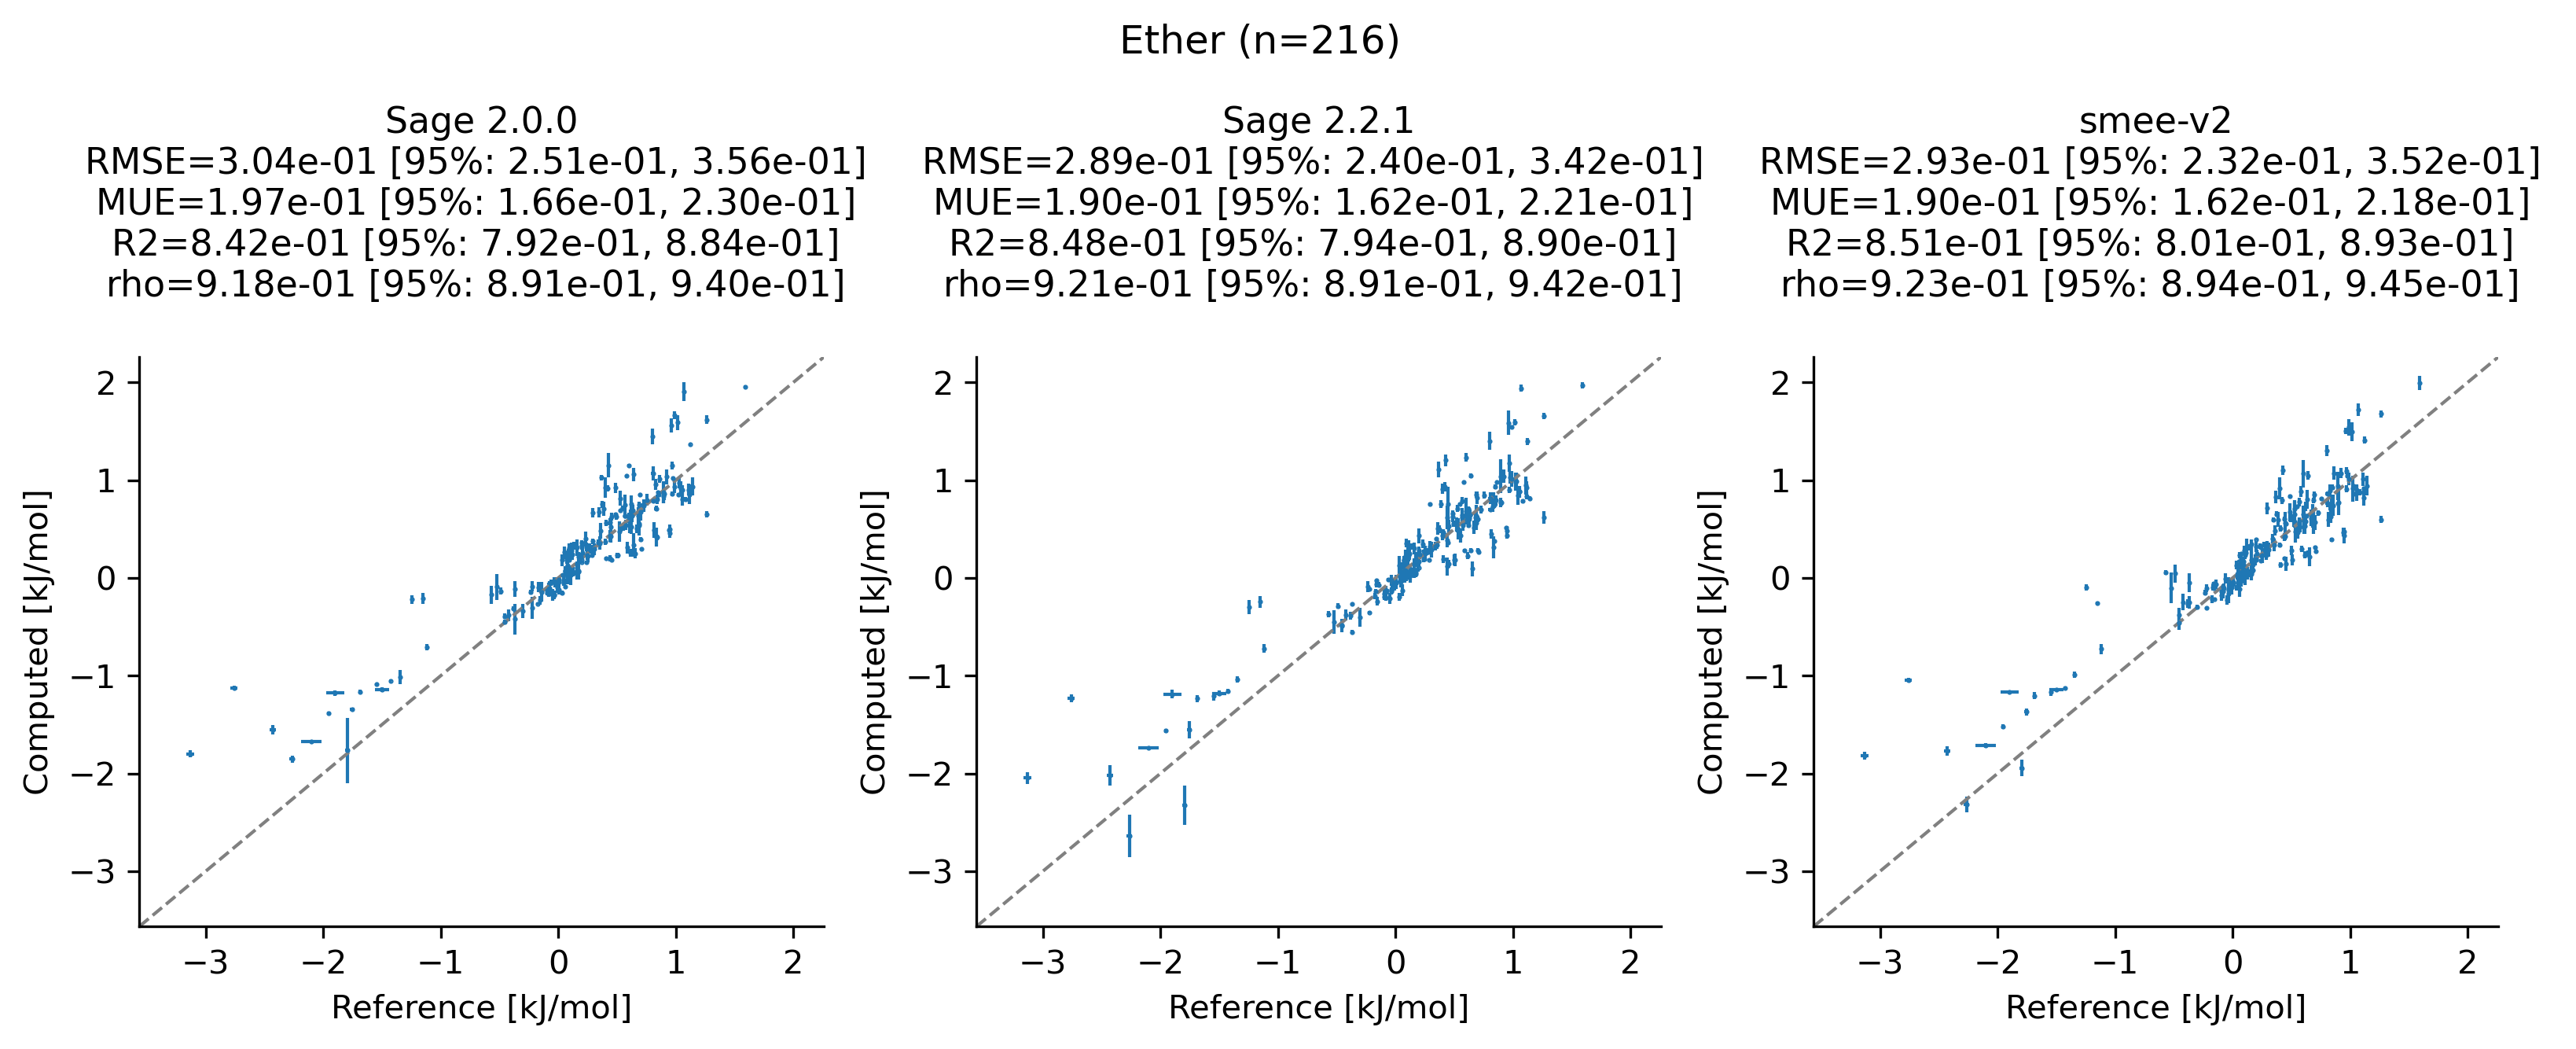 Ether (n=216)
Sage 2.0.0
RMSE=3.04e-01 [95%: 2.51e-01, 3.56e-01]
MUE=1.97e-01 [95%: 1.66e-01, 2.30e-01]
R2=8.42e-01 [95%: 7.92e-01, 8.84e-01]
rho=9.18e-01 [95%: 8.91e-01, 9.40e-01]
2
1
0
−1
−2
−3
Computed [kJ/mol]
−3 −2 −1 0 1 2
Reference [kJ/mol]
Sage 2.2.1
RMSE=2.89e-01 [95%: 2.40e-01, 3.42e-01]
MUE=1.90e-01 [95%: 1.62e-01, 2.21e-01]
R2=8.48e-01 [95%: 7.94e-01, 8.90e-01]
rho=9.21e-01 [95%: 8.91e-01, 9.42e-01]
2
1
0
−1
−2
−3
Computed [kJ/mol]
−3 −2 −1 0 1 2
Reference [kJ/mol]
smee-v2
RMSE=2.93e-01 [95%: 2.32e-01, 3.52e-01]
MUE=1.90e-01 [95%: 1.62e-01, 2.18e-01]
R2=8.51e-01 [95%: 8.01e-01, 8.93e-01]
rho=9.23e-01 [95%: 8.94e-01, 9.45e-01]
2
1
0
−1
−2
−3
Computed [kJ/mol]
−3 −2 −1 0 1 2
Reference [kJ/mol]